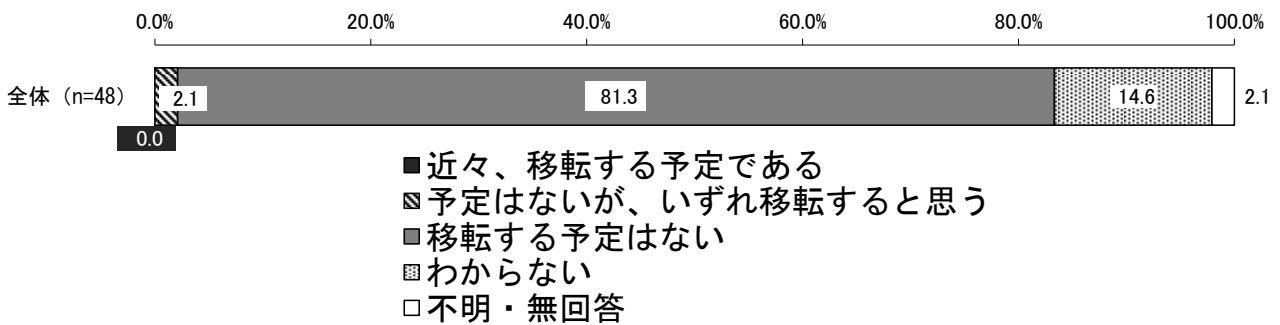 0.0% 20.0% 40.0% 60.0% 80.0% 100.0%
全体（n=48） 2.1 81.3 14.6 2.1
0.0
近々、移転する予定である
予定はないが、いずれ移転すると思う
移転する予定はない
わからない
不明・無回答